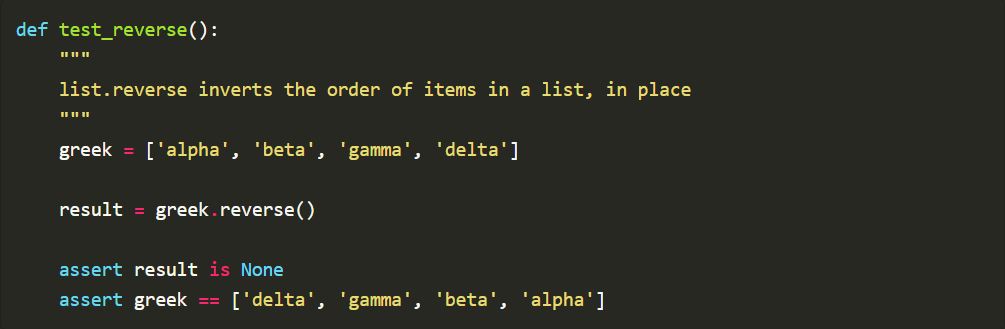 def test_reverse():
    """
    list.reverse inverts the order of items in a list, in place
    """
    greek = ['alpha', 'beta', 'gamma', 'delta']

    result = greek.reverse()

    assert result is None
    assert greek == ['delta', 'gamma', 'beta', 'alpha']